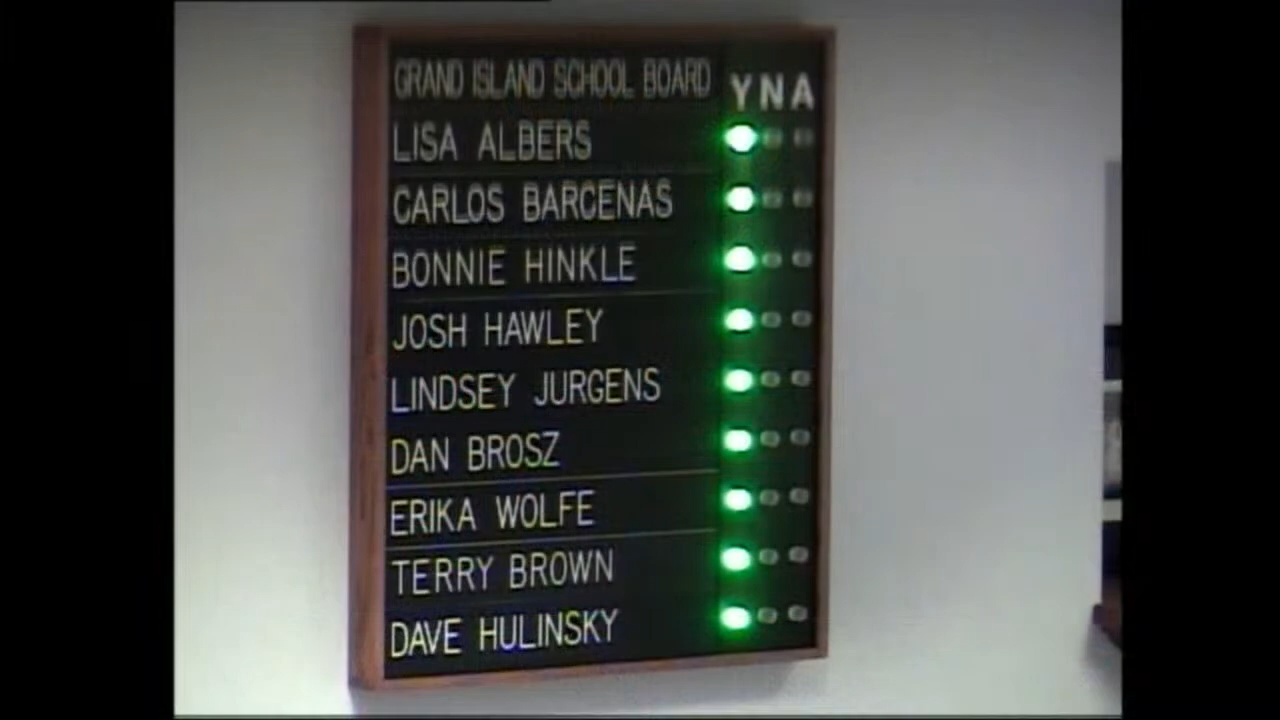 GRAND ISLAND SCHOOL BOARD Y N A
LISA ALBERS
CARLOS BARCENAS
BONNIE HINKLE
JOSH HAWLEY
LINDSEY JURGENS
DAN BROSZ
ERIKA WOLFE
TERRY BROWN
DAVE HULINSKY